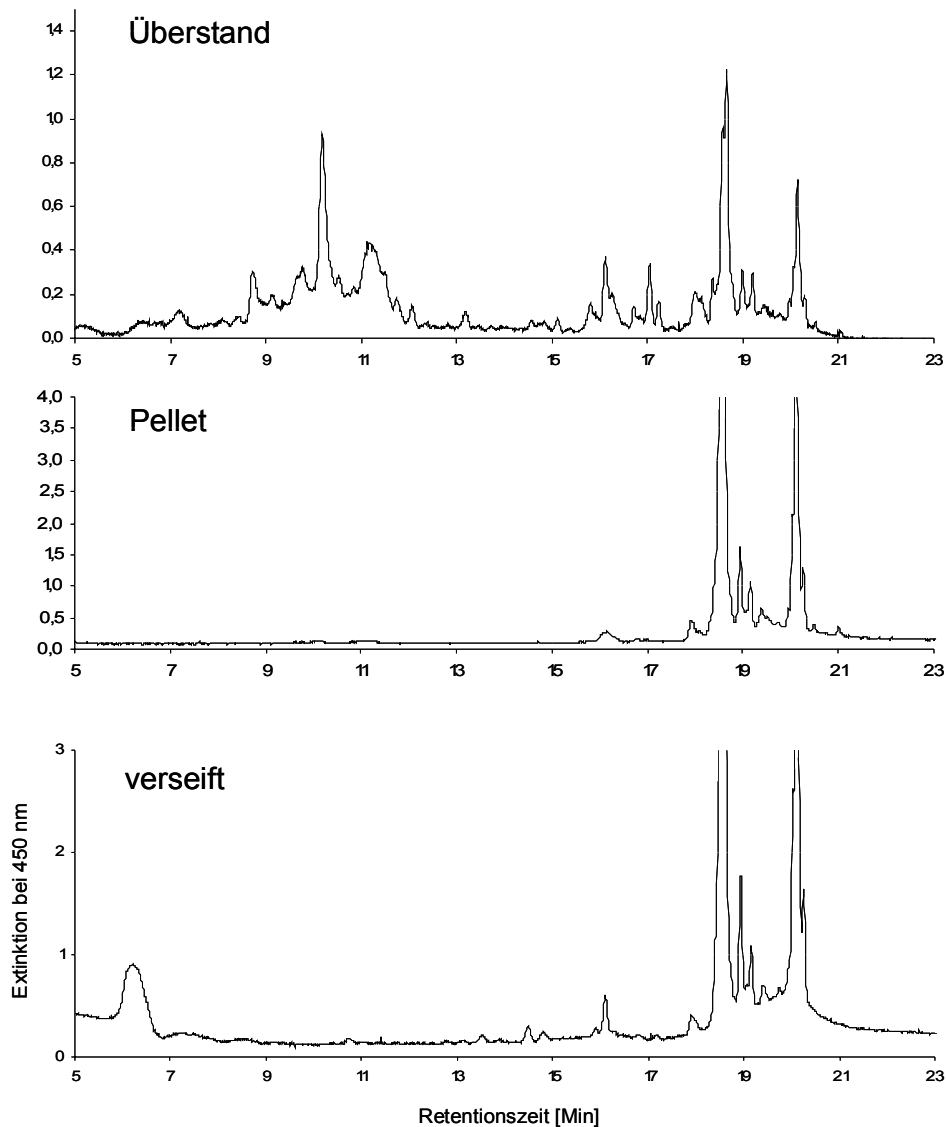 Überstand
1,4
1,2
1,0
0,8
0,6
0,4
0,2
0,0
5 7 9 11 13 15 17 19 21 23
Pellet
4,0
3,5
3,0
2,5
2,0
1,5
1,0
0,5
0,0
5 7 9 11 13 15 17 19 21 23
verseift
Extinktion bei 450 nm
3
2
1
0
5 7 9 11 13 15 17 19 21 23
Retentionszeit [Min]